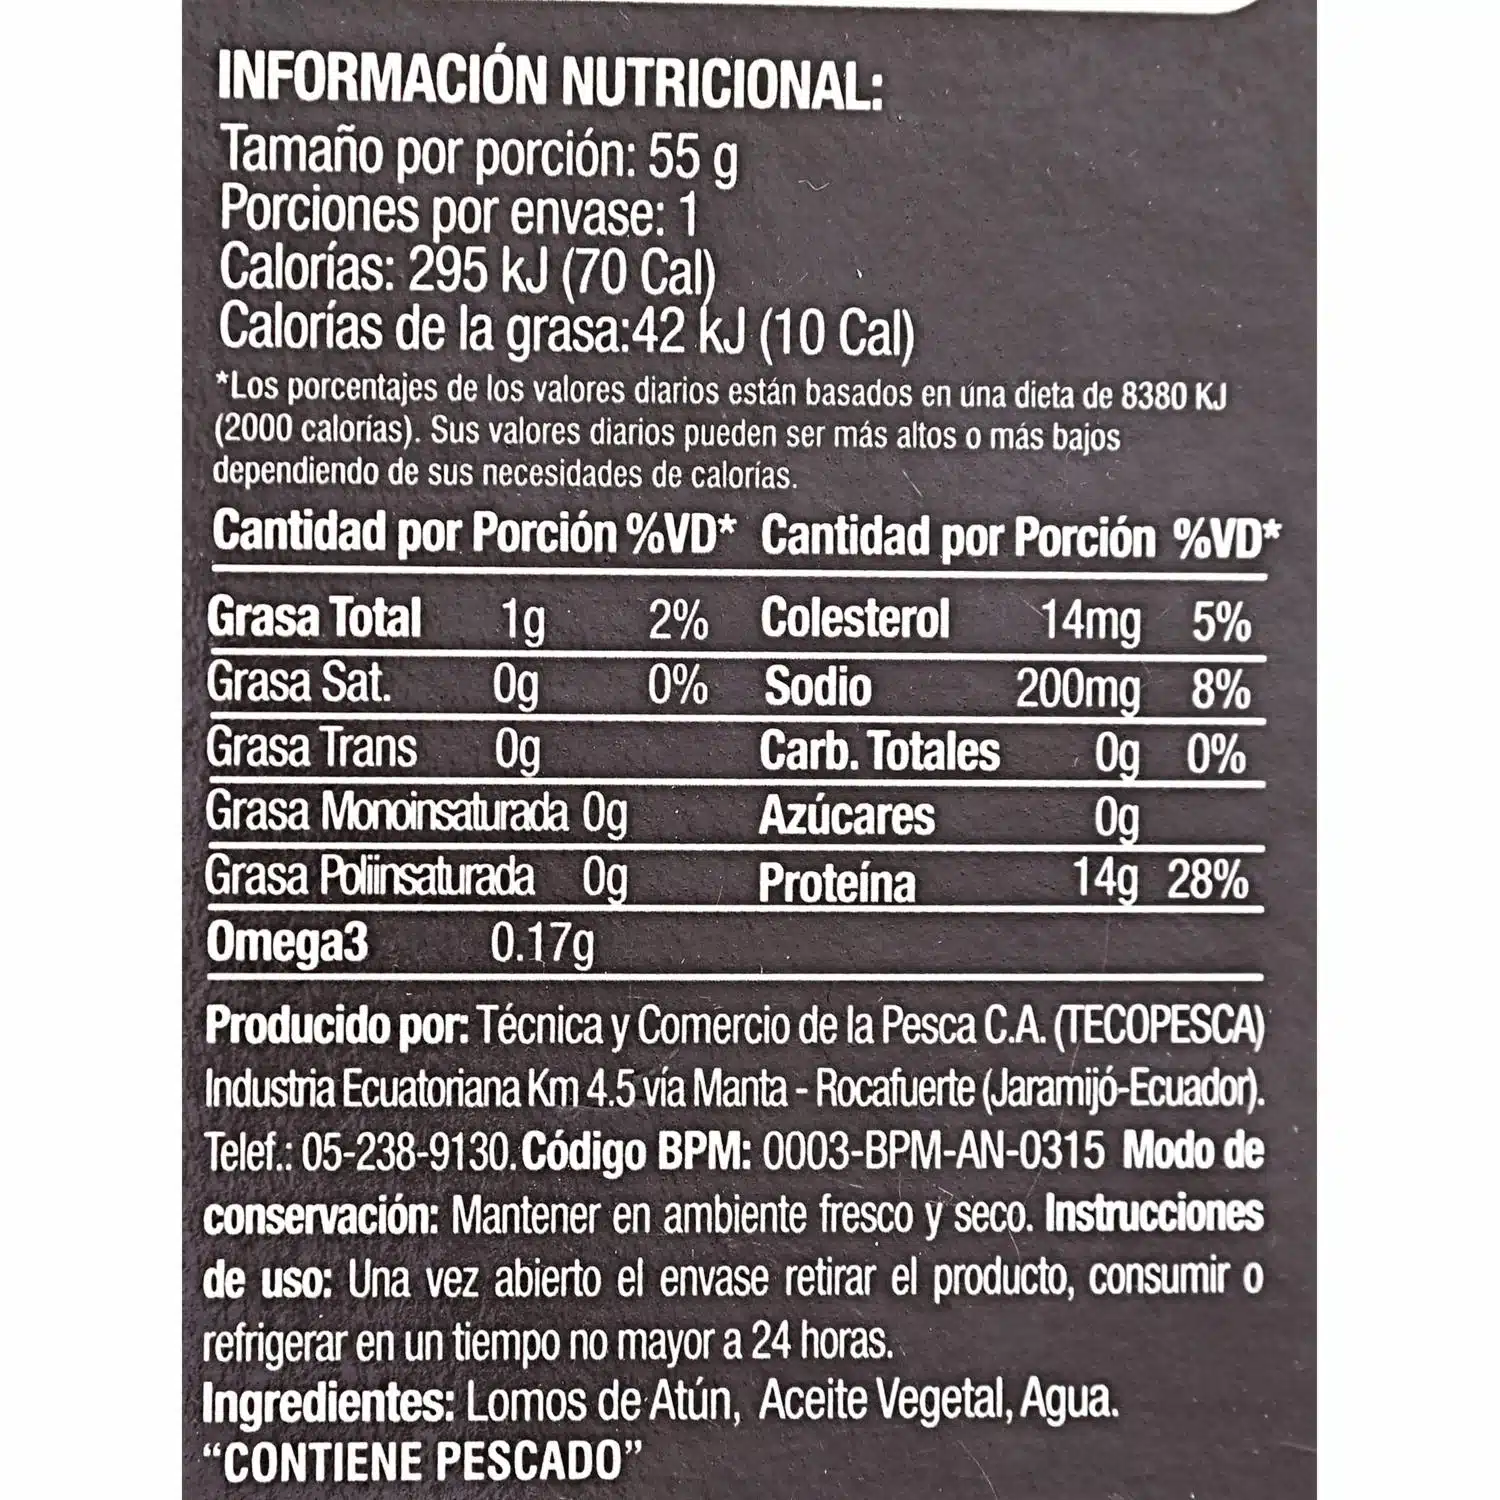 INFORMACIÓN NUTRICIONAL:
Tamaño por porción: 55 g
Porciones por envase: 1
Calorías: 295 kJ (70 Cal)
Calorías de la grasa:42 kJ (10 Cal)
*Los porcentajes de los valores diarios están basados en una dieta de 8380 KJ
(2000 calorías). Sus valores diarios pueden ser más altos o más bajos
dependiendo de sus necesidades de calorías.
Cantidad por Porción %VD* Cantidad por Porción %VD*
Grasa Total 1g 2% Colesterol 14mg 5%
Grasa Sat. 0g 0% Sodio 200mg 8%
Grasa Trans 0g Carb. Totales 0g 0%
Grasa Monoinsaturada 0g Azúcares 0g
Grasa Poliinsaturada 0g Proteína 14g 28%
Omega3 0.17g
Producido por: Técnica y Comercio de la Pesca C.A. (TECOPESCA)
Industria Ecuatoriana Km 4.5 vía Manta - Rocafuerte (Jaramijó-Ecuador).
Telef.: 05-238-9130. Código BPM: 0003-BPM-AN-0315 Modo de
conservación: Mantener en ambiente fresco y seco. Instrucciones
de uso: Una vez abierto el envase retirar el producto, consumir o
refrigerar en un tiempo no mayor a 24 horas.
Ingredientes: Lomos de Atún, Aceite Vegetal, Agua.
“CONTIENE PESCADO”